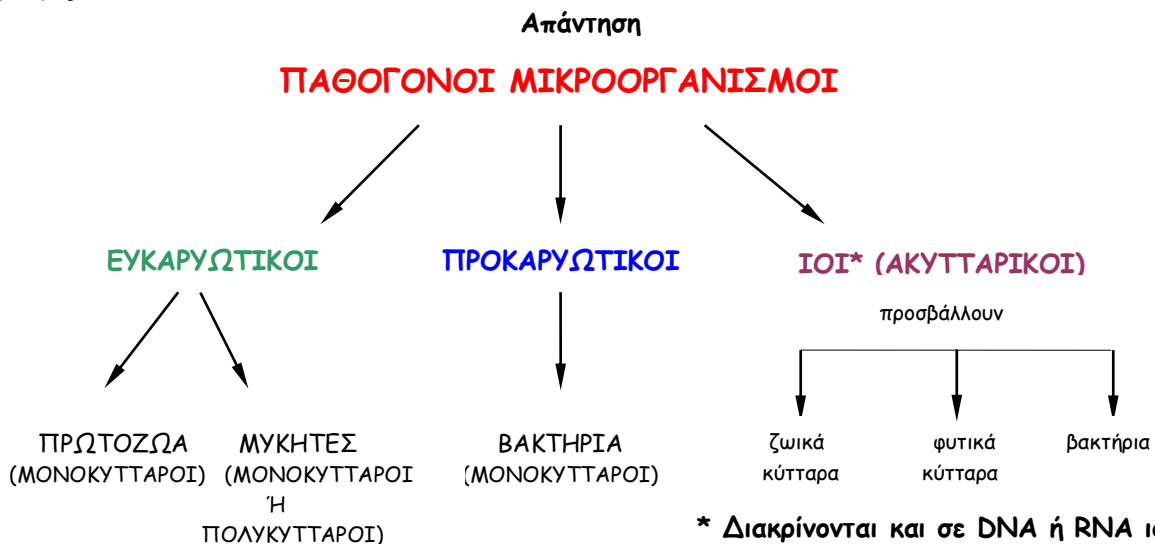 Απάντηση
ΠΑΘΟΓΟΝΟΙ ΜΙΚΡΟΟΡΓΑΝΙΣΜΟΙ
ΕΥΚΑΡΥΩΤΙΚΟΙ
ΠΡΟΚΑΡΥΩΤΙΚΟΙ
ΙΟΙ* (ΑΚΥΤΤΑΡΙΚΟΙ)
προσβάλλουν
ΠΡΩΤΟΖΩΑ
(ΜΟΝΟΚΥΤΤΑΡΟΙ)
ΜΥΚΗΤΕΣ
(ΜΟΝΟΚΥΤΤΑΡΟΙ
Ή
ΠΟΛΥΚΥΤΤΑΡΟΙ)
ΒΑΚΤΗΡΙΑ
(ΜΟΝΟΚΥΤΤΑΡΟΙ)
ζωικά
κύτταρα
φυτικά
κύτταρα
βακτήρια
* Διακρίνονται και σε DNA ή RNA